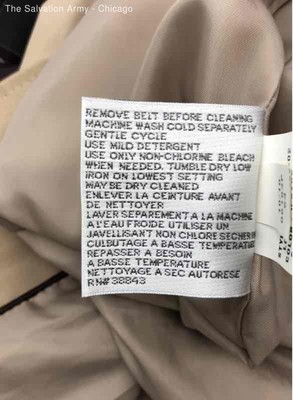 The Salvation Army - Chicago
REMOVE BELT BEFORE CLEANING
MACHINE WASH COLD SEPARATELY
GENTLE CYCLE
USE MILD DETERGENT
USE ONLY NON-CHLORINE BLEACH
WHEN NEEDED. TUMBLE DRY LOW
IRON ON LOWEST SETTING
MAY BE DRY CLEANED
ENLEVER LA CEINTURE AVANT
DE NETTOYER
LAVER SEPAREMENT A LA MACHINE
A L'EAU FROIDE UTILISER UN
JAVELLISANT NON CHLORE SECHER
CULBUTAGE A BASSE TEMPERATU
REPASSER A BESOIN
A BASSE TEMPERATURE
NETTOYAGE A SEC AUTORESE
RN# 38843